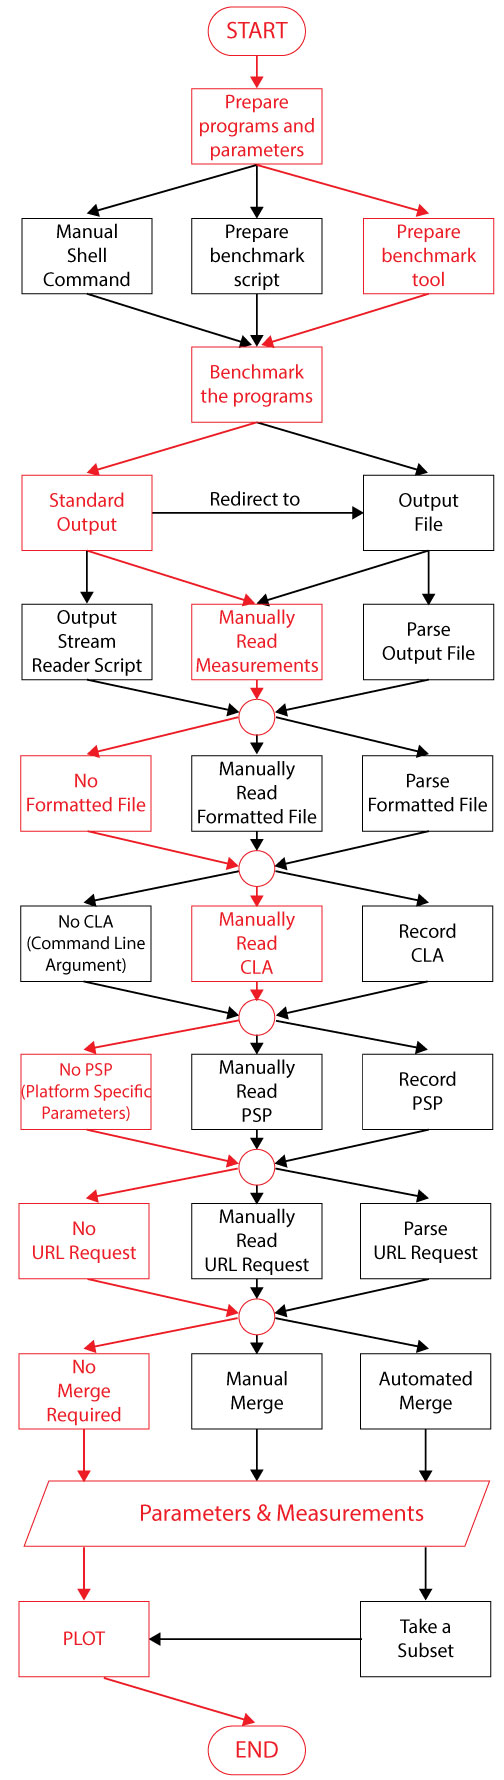 START
Prepare
programs and
parameters
Manual
Shell
Command
Prepare
benchmark
script
Prepare
benchmark
tool
Benchmark
the programs
Standard
Output
Redirect to
Output
File
Output
Stream
Reader Script
Manually
Read
Measurements
Parse
Output File
No
Formatted File
Manually
Read
Formatted File
Parse
Formatted File
No CLA
(Command Line
Argument)
Manually
Read
CLA
Record
CLA
No PSP
(Platform Specific
Parameters)
Manually
Read
PSP
Record
PSP
No
URL Request
Manually
Read
URL Request
Parse
URL Request
No
Merge
Required
Manual
Merge
Automated
Merge
Parameters & Measurements
PLOT
Take a
Subset
END